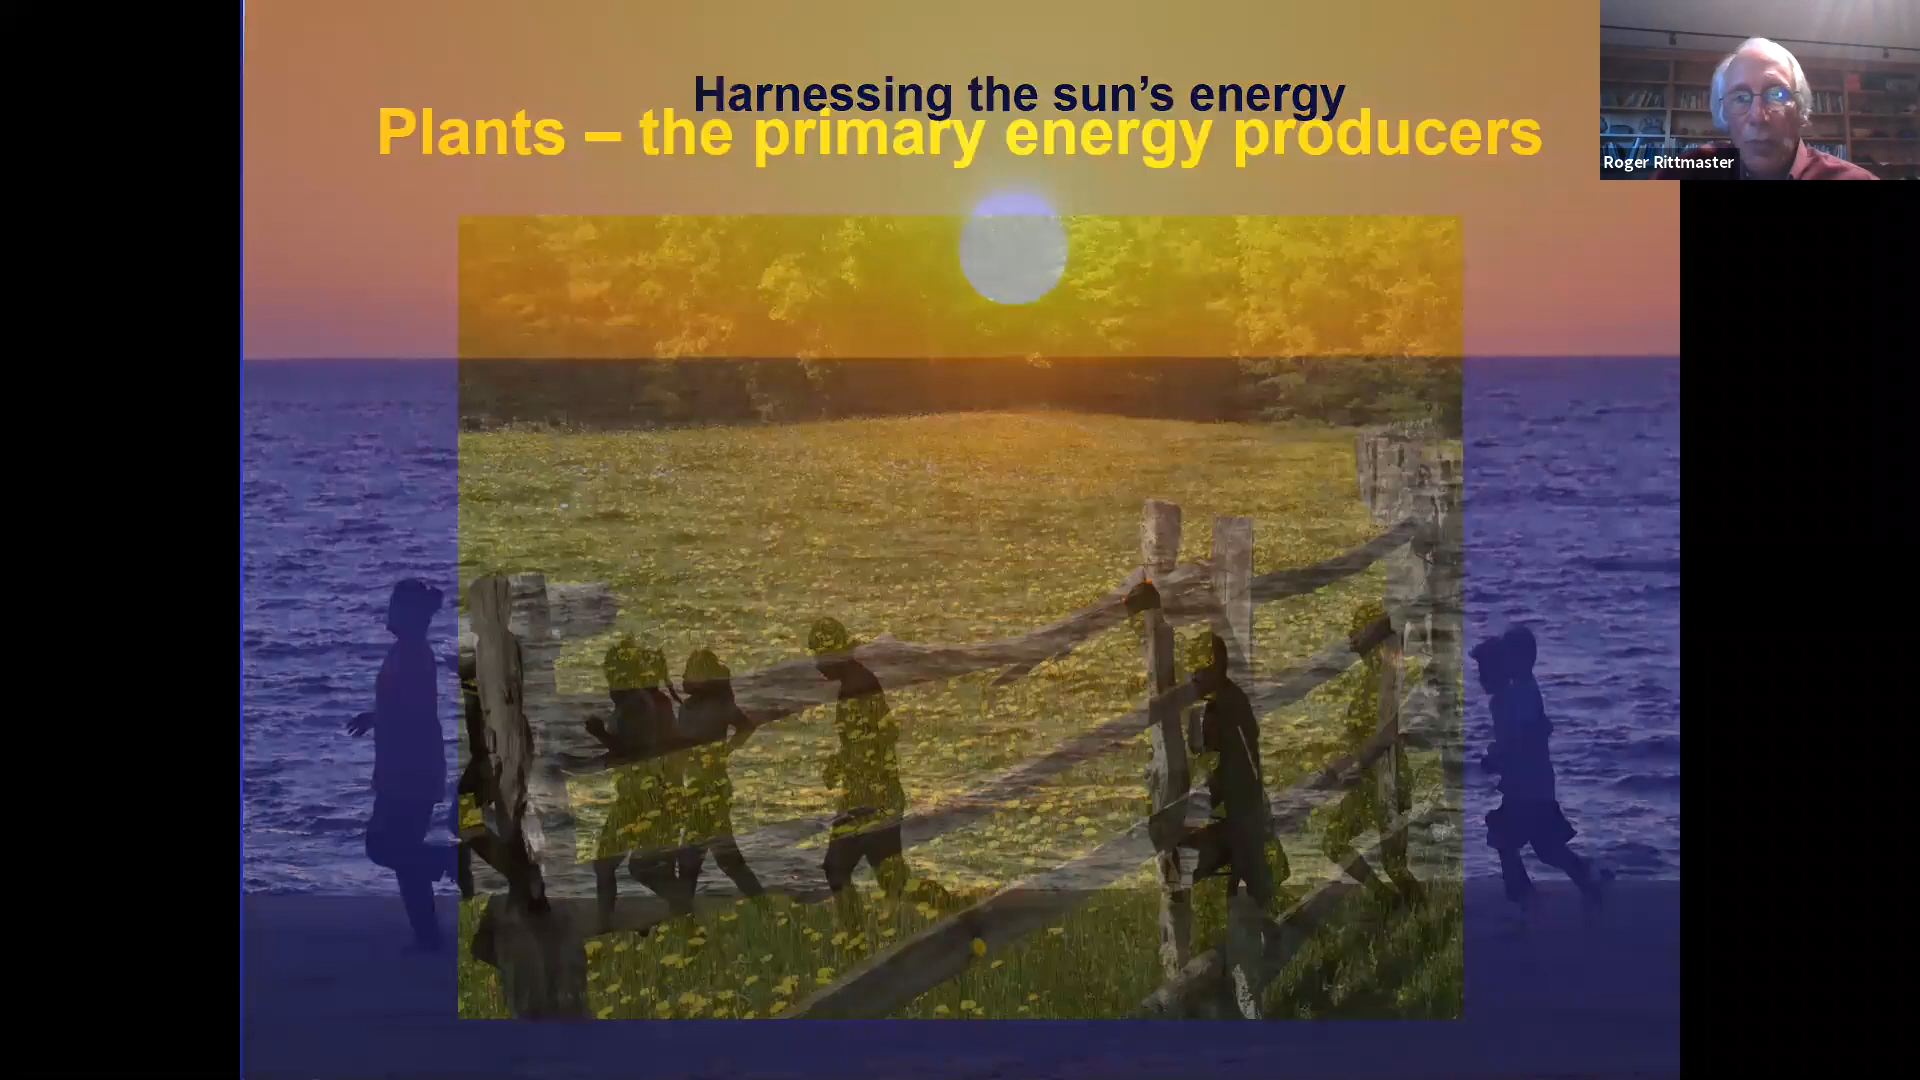 Harnessing the sun’s energy
Plants – the primary energy producers
Roger Rittmaster